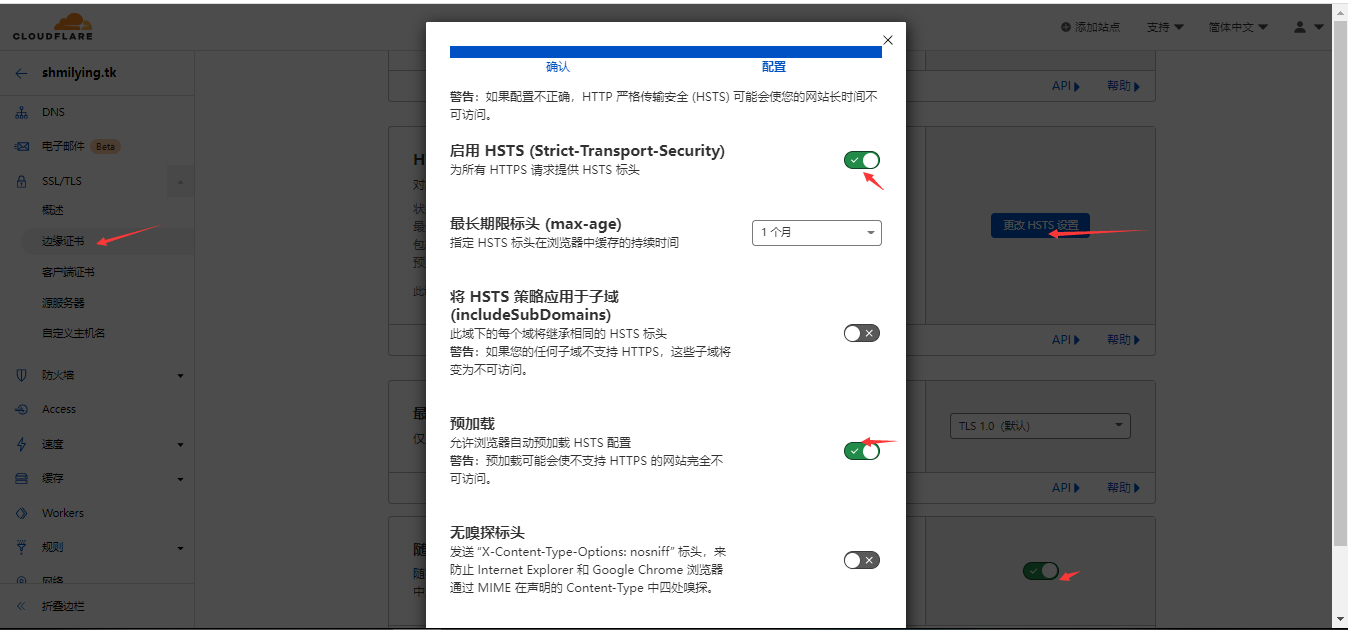 CLOUDFLARE
添加站点
支持
简体中文
shmilying.tk
DNS
电子邮件 Beta
SSL/TLS
概述
边缘证书
客户端证书
源服务器
自定义主机名
防火墙
Access
速度
缓存
Workers
规则
网络
折叠边栏
确认
配置
警告：如果配置不正确，HTTP 严格传输安全 (HSTS) 可能会使您的网站长时间不
可访问。
启用 HSTS (Strict-Transport-Security)
为所有 HTTPS 请求提供 HSTS 标头
最长期限标头 (max-age)
指定 HSTS 标头在浏览器中缓存的持续时间
1 个月
将 HSTS 策略应用于子域
(includeSubDomains)
此域下的每个域将继承相同的 HSTS 标头
警告：如果您的任何子域不支持 HTTPS，这些子域将
变为不可访问。
预加载
允许浏览器自动预加载 HSTS 配置
警告：预加载可能会使不支持 HTTPS 的网站完全不
可访问。
无嗅探标头
发送 “X-Content-Type-Options: nosniff” 标头，来
防止 Internet Explorer 和 Google Chrome 浏览器
通过 MIME 在声明的 Content-Type 中四处嗅探。
API
帮助
H
对
状
最
包
预
此
更改 HSTS 设置
API
帮助
最
仅
TLS 1.0（默认）
API
帮助
随
随
中